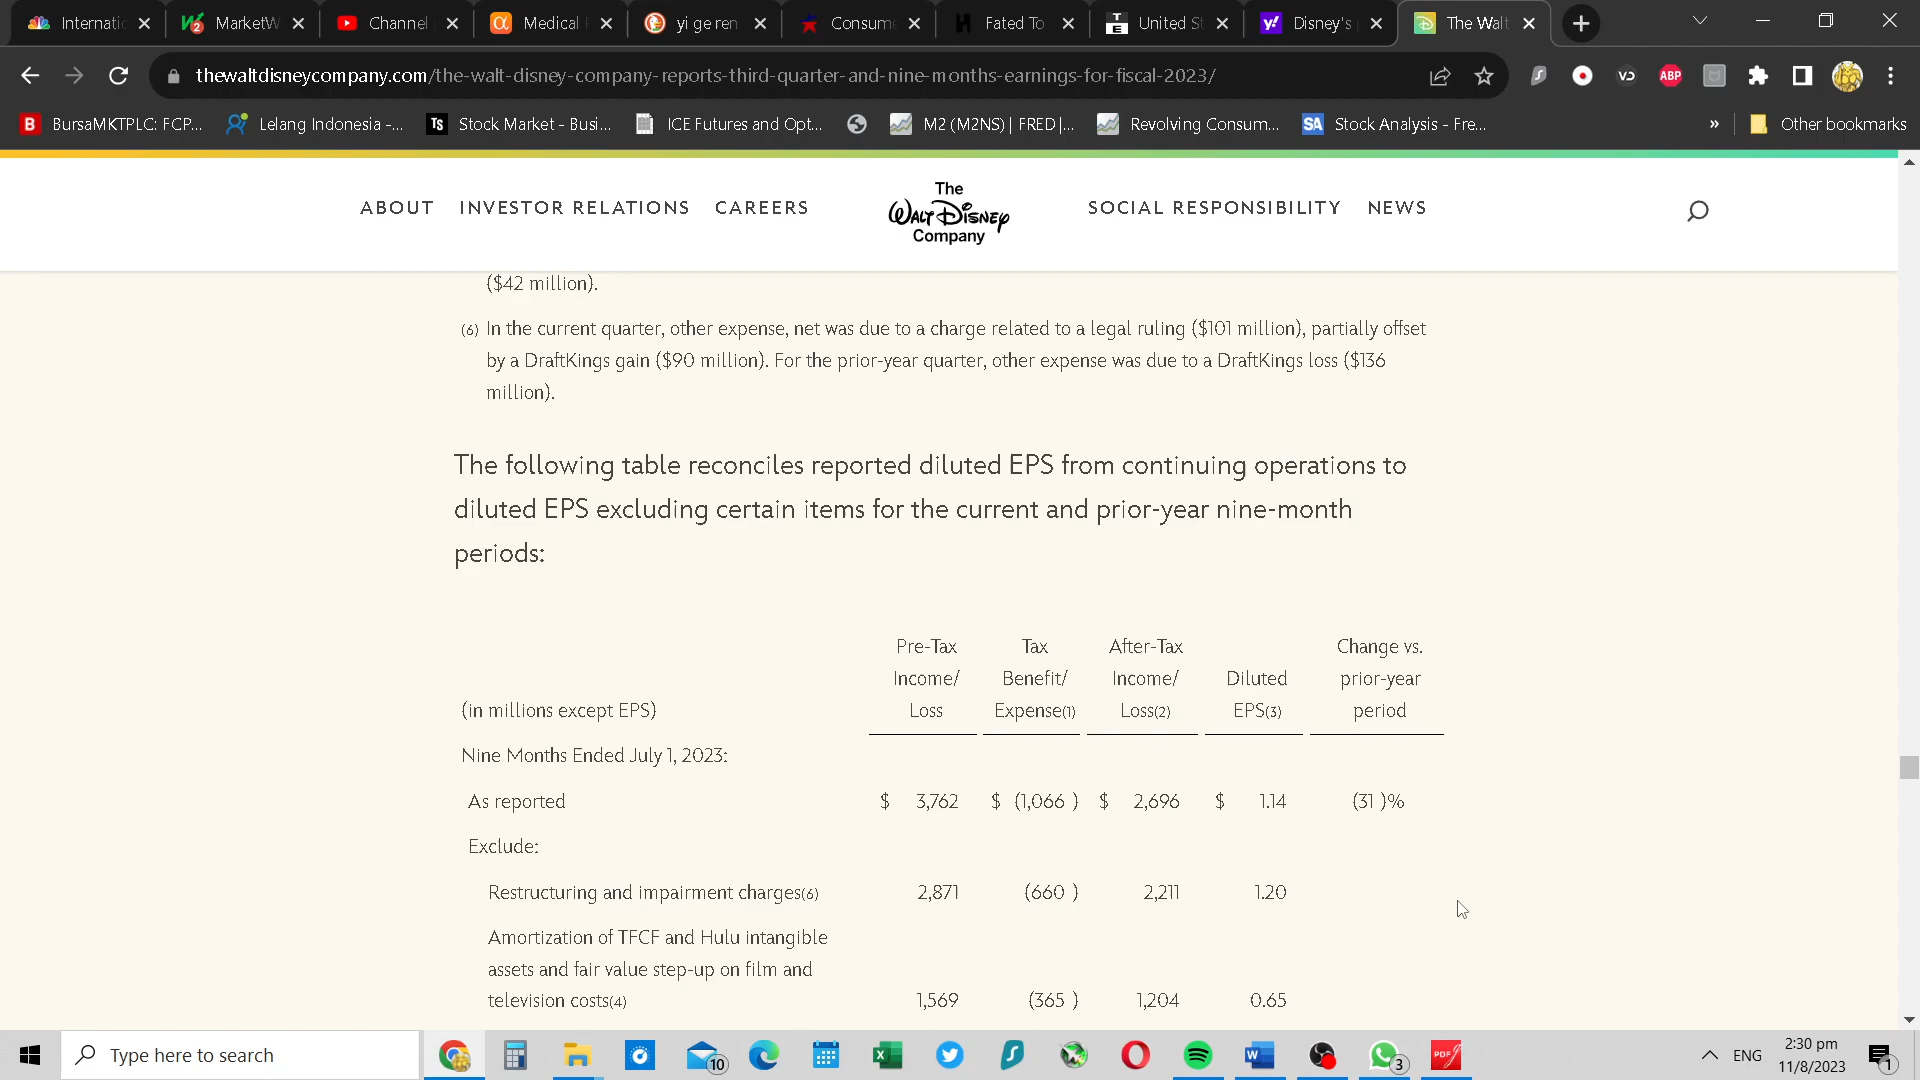 Internatic
MarketW
Channel
Medical
yi ge ren
Consume
Fated To
United St
Disney's
The Walt
thewaltdisneycompany.com/the-walt-disney-company-reports-third-quarter-and-nine-months-earnings-for-fiscal-2023/
BursaMKTPLC: FCP...
Lelang Indonesia -...
Stock Market - Busi...
ICE Futures and Opt...
M2 (M2NS) | FRED |...
Revolving Consum...
SA Stock Analysis - Fre...
»
Other bookmarks
ABOUT INVESTOR RELATIONS CAREERS
The
WALT DISNEY
Company
SOCIAL RESPONSIBILITY NEWS
($42 million).
(6) In the current quarter, other expense, net was due to a charge related to a legal ruling ($101 million), partially offset
by a DraftKings gain ($90 million). For the prior-year quarter, other expense was due to a DraftKings loss ($136
million).
The following table reconciles reported diluted EPS from continuing operations to
diluted EPS excluding certain items for the current and prior-year nine-month
periods:
Pre-Tax Tax After-Tax Change vs.
Income/ Benefit/ Income/ Diluted prior-year
(in millions except EPS) Loss Expense(1) Loss(2) EPS(3) period
Nine Months Ended July 1, 2023:
As reported $ 3,762 $ (1,066 ) $ 2,696 $ 1.14 (31 )%
Exclude:
Restructuring and impairment charges(6) 2,871 (660 ) 2,211 1.20
Amortization of TFCF and Hulu intangible
assets and fair value step-up on film and
television costs(4) 1,569 (365 ) 1,204 0.65
Type here to search
10
3
PDF
ENG
2:30 pm
11/8/2023
1